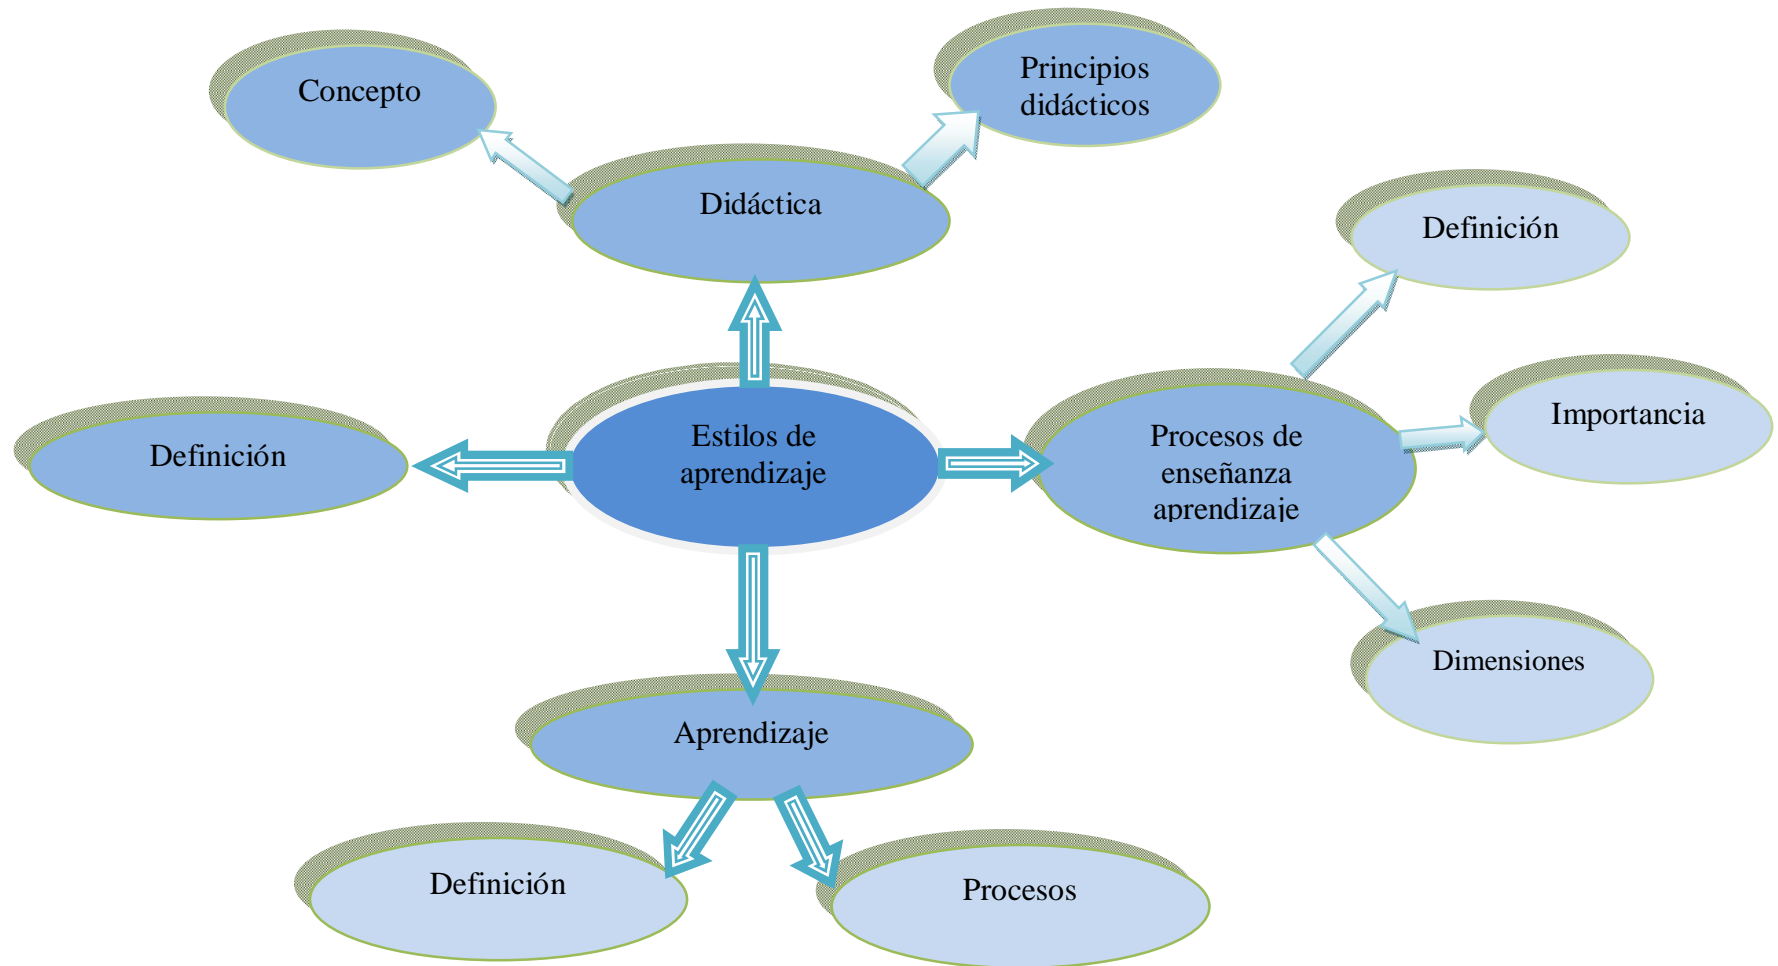 Concepto
Principios
didácticos
Didáctica
Definición
Definición
Estilos de
aprendizaje
Procesos de
enseñanza
aprendizaje
Importancia
Dimensiones
Aprendizaje
Definición
Procesos